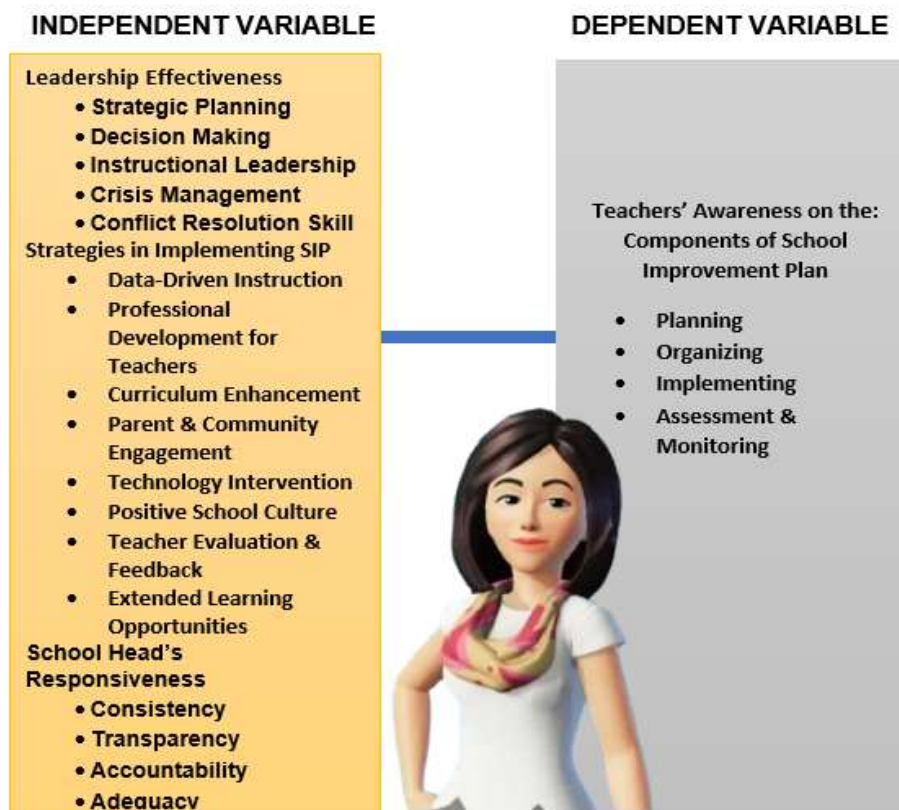 INDEPENDENT VARIABLE
Leadership Effectiveness
• Strategic Planning
• Decision Making
• Instructional Leadership
• Crisis Management
• Conflict Resolution Skill
Strategies in Implementing SIP
• Data-Driven Instruction
• Professional
Development for
Teachers
• Curriculum Enhancement
• Parent & Community
Engagement
• Technology Intervention
• Positive School Culture
• Teacher Evaluation &
Feedback
• Extended Learning
Opportunities
School Head's
Responsiveness
• Consistency
• Transparency
• Accountability
• Adequacy
DEPENDENT VARIABLE
Teachers' Awareness on the:
Components of School
Improvement Plan
• Planning
• Organizing
• Implementing
• Assessment &
Monitoring